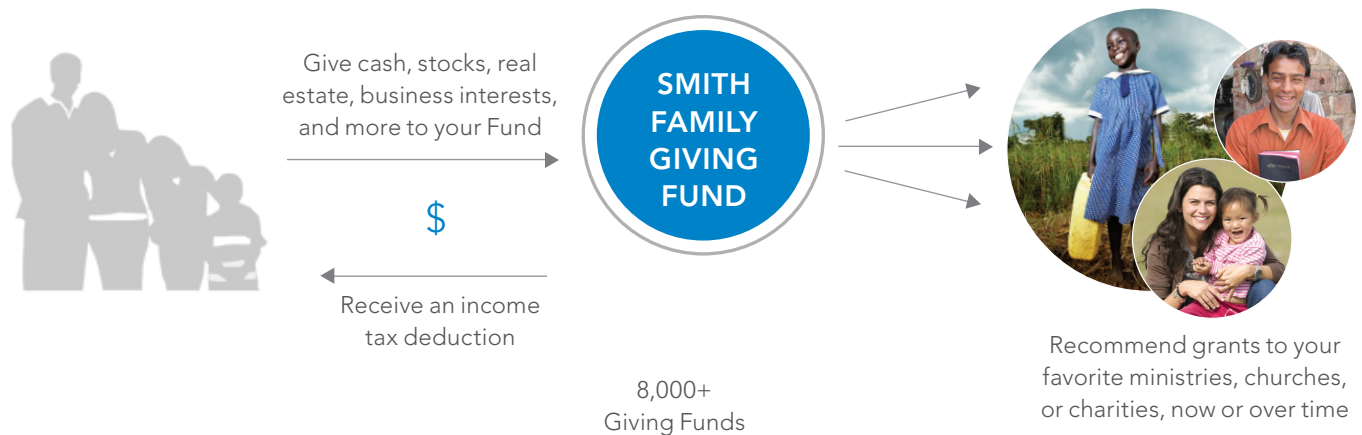 Give cash, stocks, real
estate, business interests,
and more to your Fund
$
Receive an income
tax deduction
SMITH
FAMILY
GIVING
FUND
8,000+
Giving Funds
Recommend grants to your
favorite ministries, churches,
or charities, now or over time